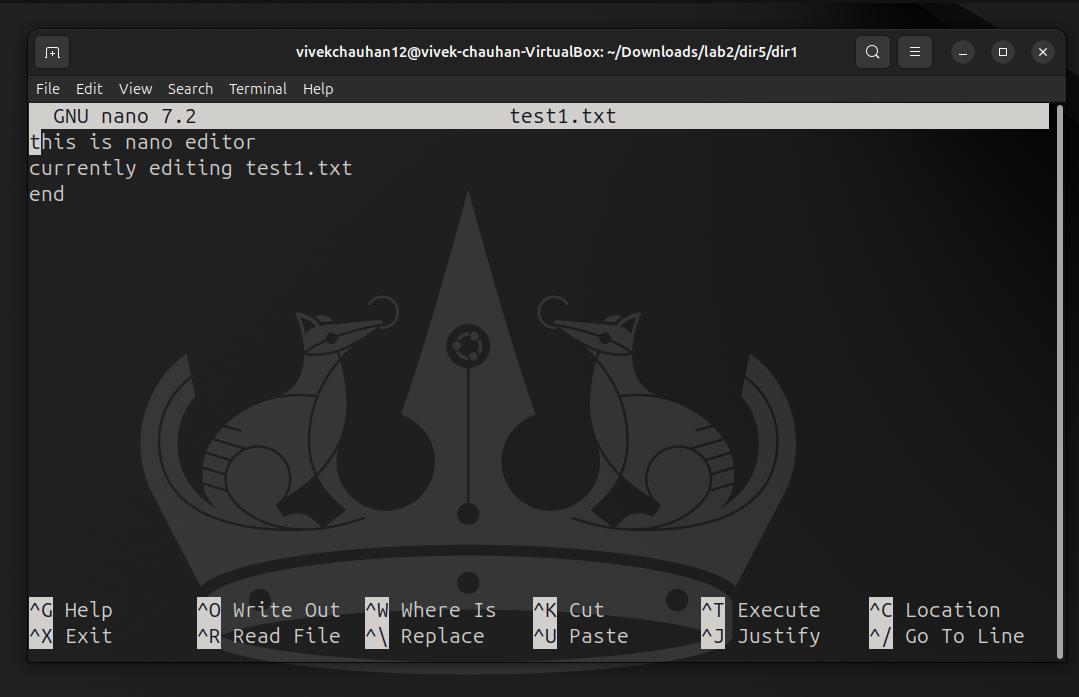 vivekchauhan12@vivek-chauhan-VirtualBox: ~/Downloads/lab2/dir5/dir1
File Edit View Search Terminal Help
GNU nano 7.2 test1.txt
this is nano editor
currently editing test1.txt
end
^G Help ^O Write Out ^W Where Is ^K Cut ^T Execute ^C Location
^X Exit ^R Read File ^\ Replace ^U Paste ^J Justify ^/ Go To Line